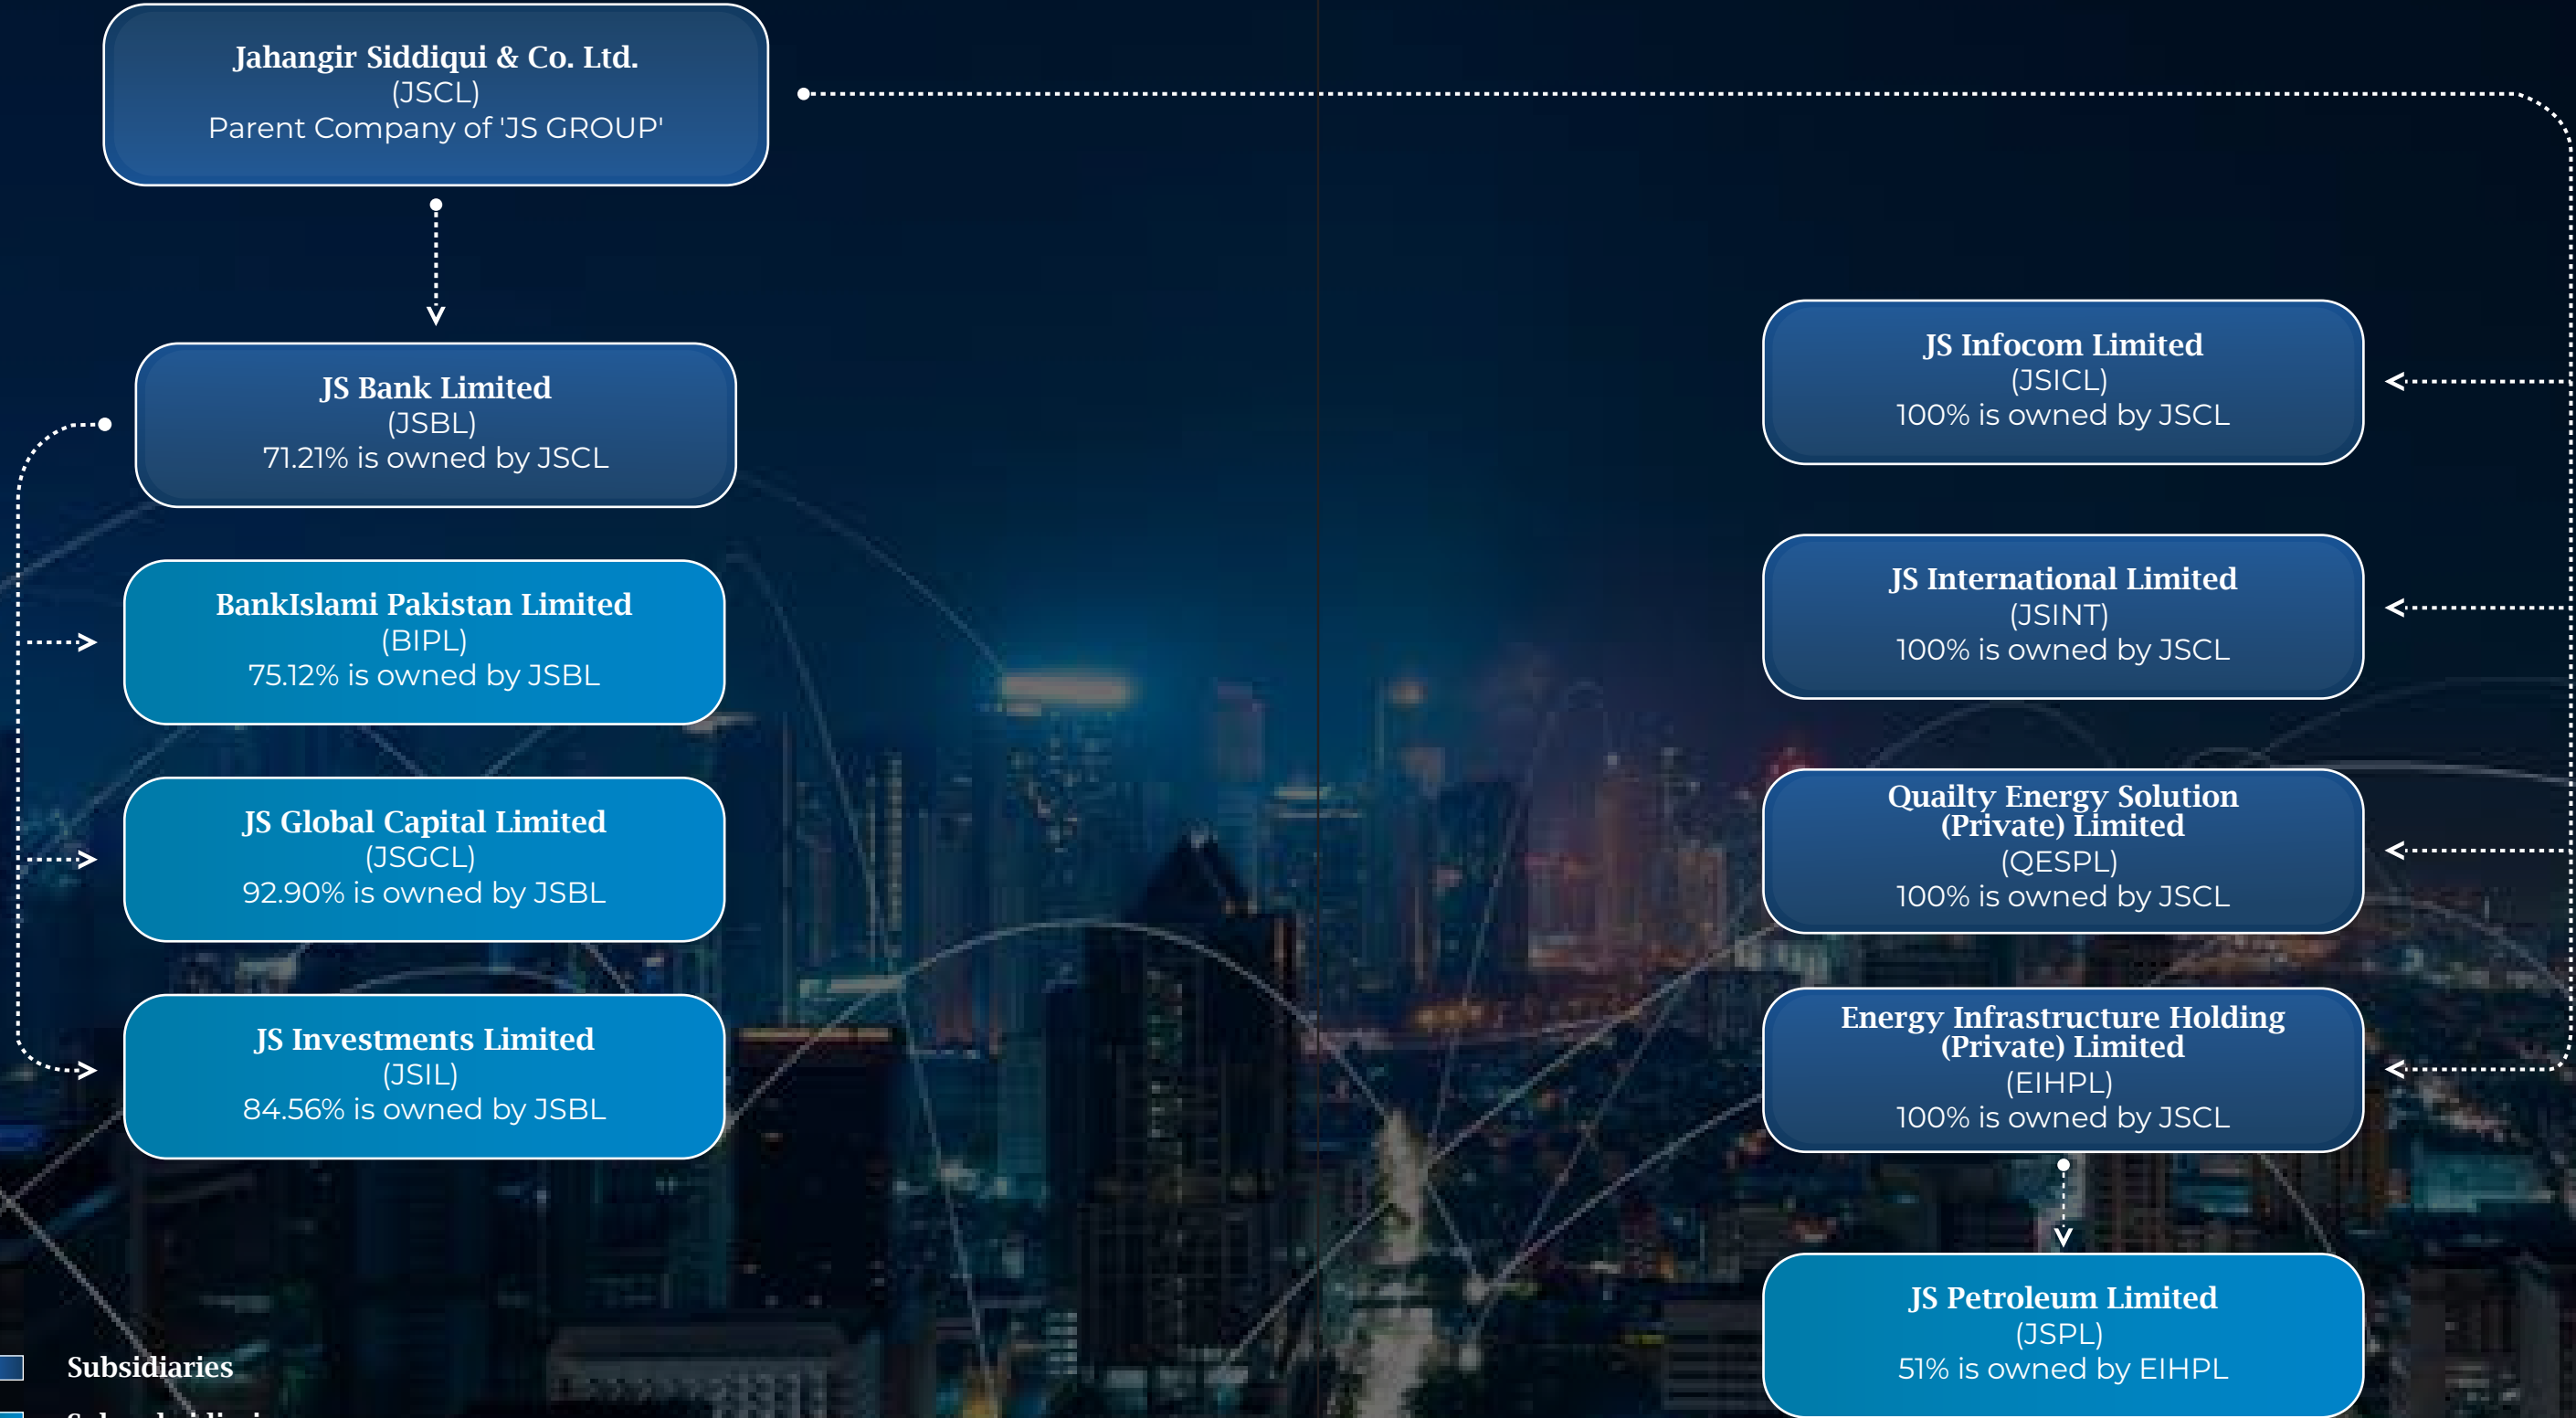 Jahangir Siddiqui & Co. Ltd.
(JSCL)
Parent Company of 'JS GROUP'
JS Bank Limited
(JSBL)
71.21% is owned by JSCL
BankIslami Pakistan Limited
(BIPL)
75.12% is owned by JSBL
JS Global Capital Limited
(JSGCL)
92.90% is owned by JSBL
JS Investments Limited
(JSIL)
84.56% is owned by JSBL
JS Infocom Limited
(JSICL)
100% is owned by JSCL
JS International Limited
(JSINT)
100% is owned by JSCL
Quailty Energy Solution
(Private) Limited
(QESPL)
100% is owned by JSCL
Energy Infrastructure Holding
(Private) Limited
(EIHPL)
100% is owned by JSCL
JS Petroleum Limited
(JSPL)
51% is owned by EIHPL
Subsidiaries